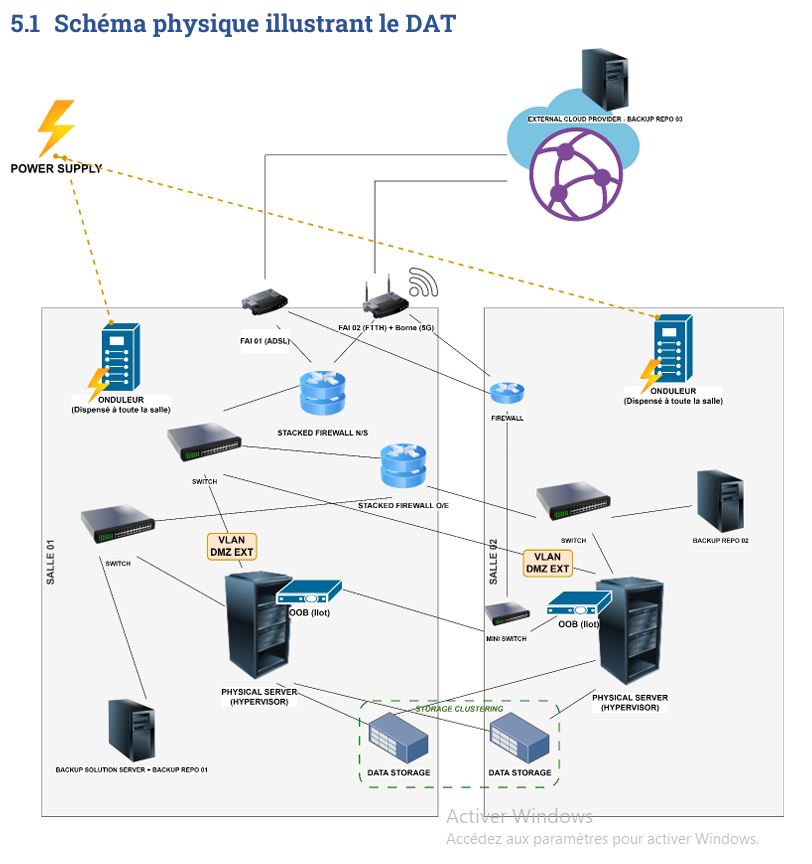 5.1 Schéma physique illustrant le DAT
EXTERNAL CLOUD PROVIDER - BACKUP REPO 03
POWER SUPPLY
FAI 01 (ADSL)
FAI 02 (FTTH) + Borne (5G)
ONDULEUR
(Dispensé à toute la salle)
ONDULEUR
(Dispensé à toute la salle)
FIREWALL
STACKED FIREWALL N/S
SWITCH
STACKED FIREWALL O/E
SWITCH
BACKUP REPO 02
SWITCH
VLAN
DMZ EXT
VLAN
DMZ EXT
SALLE 01
SALLE 02
OOB (Ilot)
OOB (Ilot)
MINI SWITCH
PHYSICAL SERVER
(HYPERVISOR)
PHYSICAL SERVER
(HYPERVISOR)
STORAGE CLUSTERING
BACKUP SOLUTION SERVER + BACKUP REPO 01
DATA STORAGE
DATA STORAGE
Activer Windows
Accédez aux paramètres pour activer Windows.